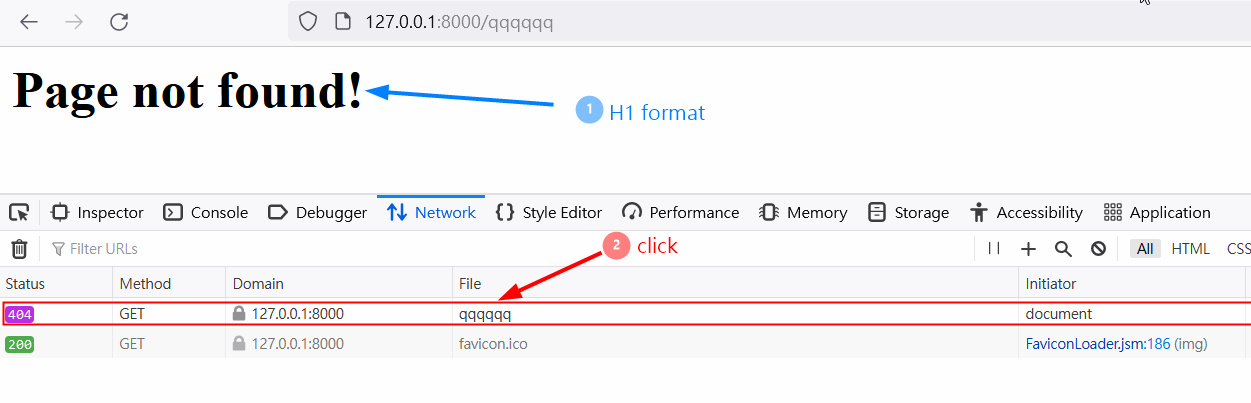 127.0.0.1:8000/qqqqqq
Page not found!
1 H1 format
Inspector Console Debugger Network Style Editor Performance Memory Storage Accessibility Application
Filter URLs 2 click All HTML CSS
Status Method Domain File Initiator
404 GET 127.0.0.1:8000 qqqqqq document
200 GET 127.0.0.1:8000 favicon.ico FaviconLoader.jsm:186 (img)